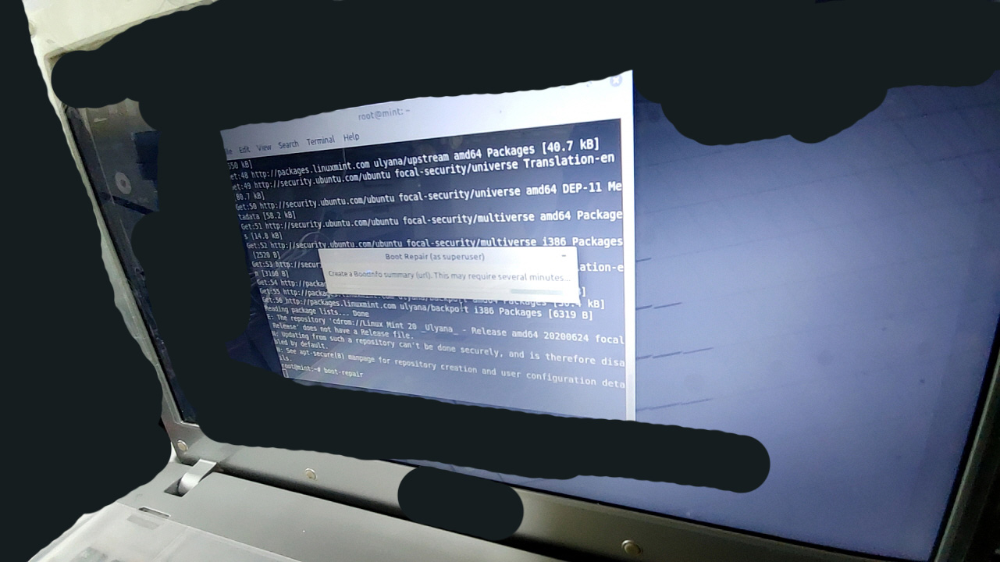 root@mint: ~
Edit View Search Terminal Help
550 kB]
et:48 http://packages.linuxmint.com ulyana/upstream amd64 Packages [40.7 kB]
et:49 http://security.ubuntu.com/ubuntu focal-security/universe Translation-en
80.7 kB]
Get:50 http://security.ubuntu.com/ubuntu focal-security/universe amd64 DEP-11 Me
tadata [58.2 kB]
Get:51 http://security.ubuntu.com/ubuntu focal-security/multiverse amd64 Package
s [14.8 kB]
Get:52 http://security.ubuntu.com/ubuntu focal-security/multiverse i386 Packages
[2520 B]
Get:53 http://secur
lation-e
n [3160 B]
Get:54 http://packa
Get:55 http://packages.linuxmint.com ulyana/backport amd64 Packages
kB]
Get:56 http://packages.linuxmint.com ulyana/backport i386 Packages [6319 B]
Reading package lists... Done
E: The repository 'cdrom://Linux Mint 20 _Ulyana_ - Release amd64 20200624 focal
Release' does not have a Release file.
N: Updating from such a repository can't be done securely, and is therefore disa
bled by default.
N: See apt-secure(8) manpage for repository creation and user configuration deta
ils.
root@mint:~# boot-repair
Boot Repair (as superuser)
Create a BootInfo summary (url). This may require several minutes...